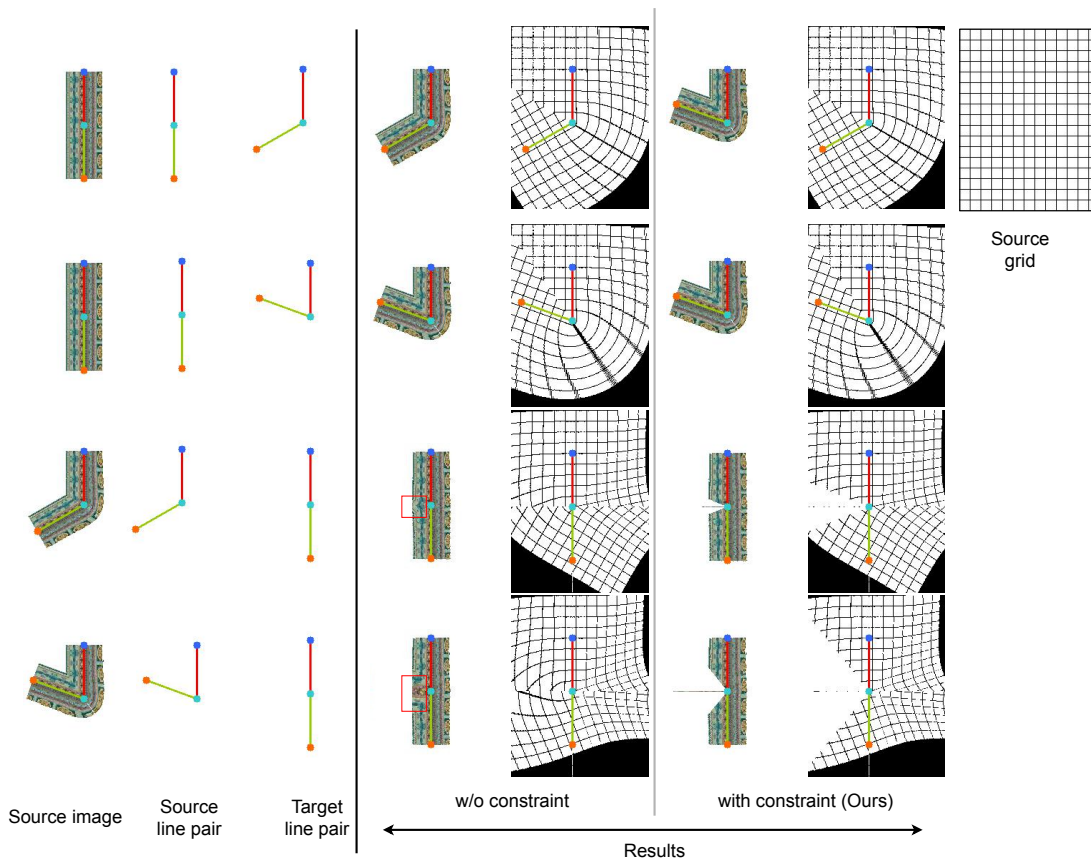 Source
grid
Source image
Source
line pair
Target
line pair
w/o constraint
with constraint (Ours)
Results